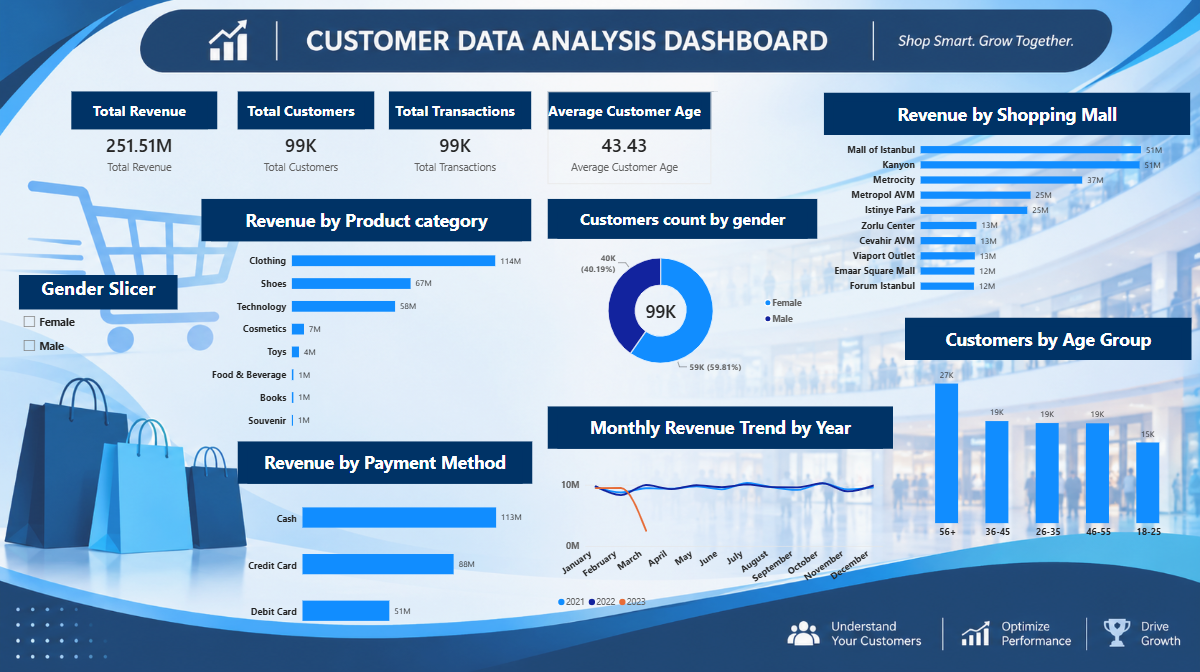 CUSTOMER DATA ANALYSIS DASHBOARD
Shop Smart. Grow Together.
Total Revenue
251.51M
Total Revenue
Total Customers
99K
Total Customers
Total Transactions
99K
Total Transactions
Average Customer Age
43.43
Average Customer Age
Revenue by Shopping Mall
Mall of Istanbul 51M
Kanyon 51M
Metrocity 37M
Metropol AVM 25M
Istinye Park 25M
Zorlu Center 13M
Cevahir AVM 13M
Viaport Outlet 13M
Emaar Square Mall 12M
Forum Istanbul 12M
Gender Slicer
Female
Male
Revenue by Product category
Clothing 114M
Shoes 67M
Technology 58M
Cosmetics 7M
Toys 4M
Food & Beverage 1M
Books 1M
Souvenir 1M
Customers count by gender
40K
(40.19%)
99K
59K (59.81%)
Female
Male
Customers by Age Group
27K 19K 19K 19K 15K
56+ 36-45 26-35 46-55 18-25
Revenue by Payment Method
Cash 113M
Credit Card 88M
Debit Card 51M
Monthly Revenue Trend by Year
10M
0M
January February March April May June July August September October November December
2021 2022 2023
Understand
Your Customers
Optimize
Performance
Drive
Growth